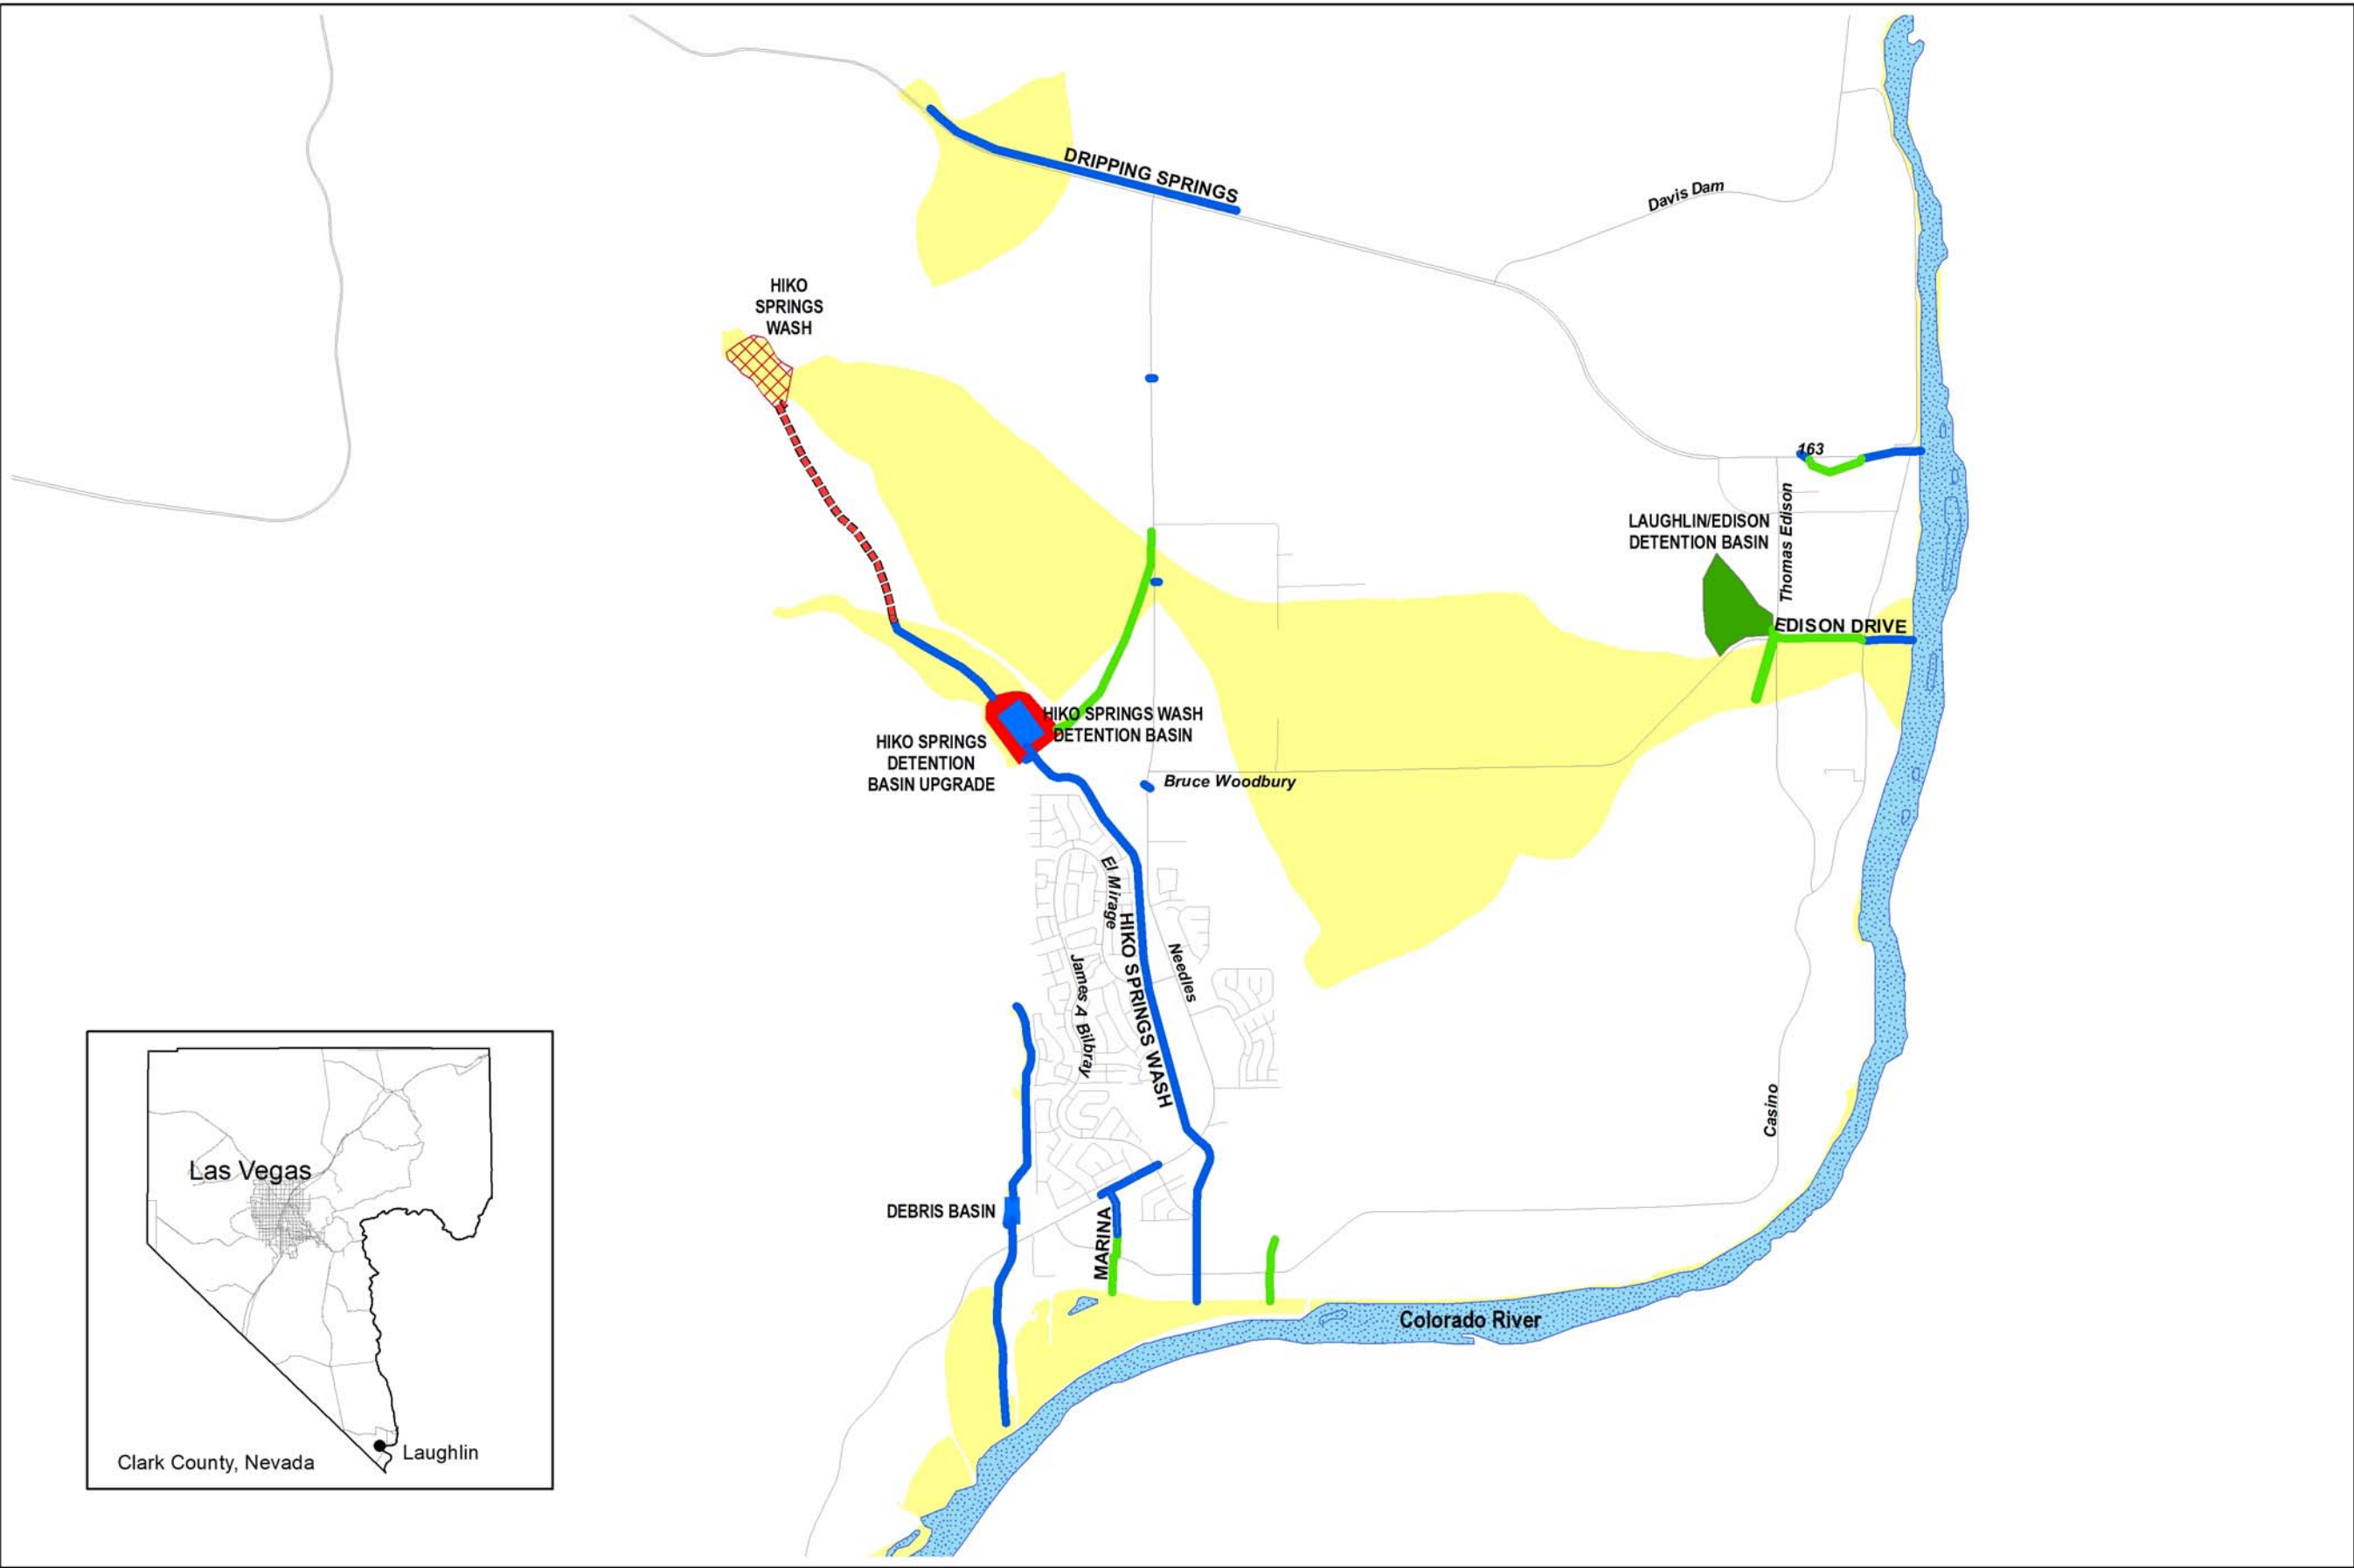 DRIPPING SPRINGS
Davis Dam
HIKO
SPRINGS
WASH
163
Thomas Edison
LAUGHLIN/EDISON
DETENTION BASIN
EDISON DRIVE
HIKO SPRINGS WASH
DETENTION BASIN
HIKO SPRINGS
DETENTION
BASIN UPGRADE
Bruce Woodbury
El Mirage
HIKO SPRINGS WASH
Needles
James A Bilbray
Casino
DEBRIS BASIN
MARINA
Colorado River
Las Vegas
Laughlin
Clark County, Nevada